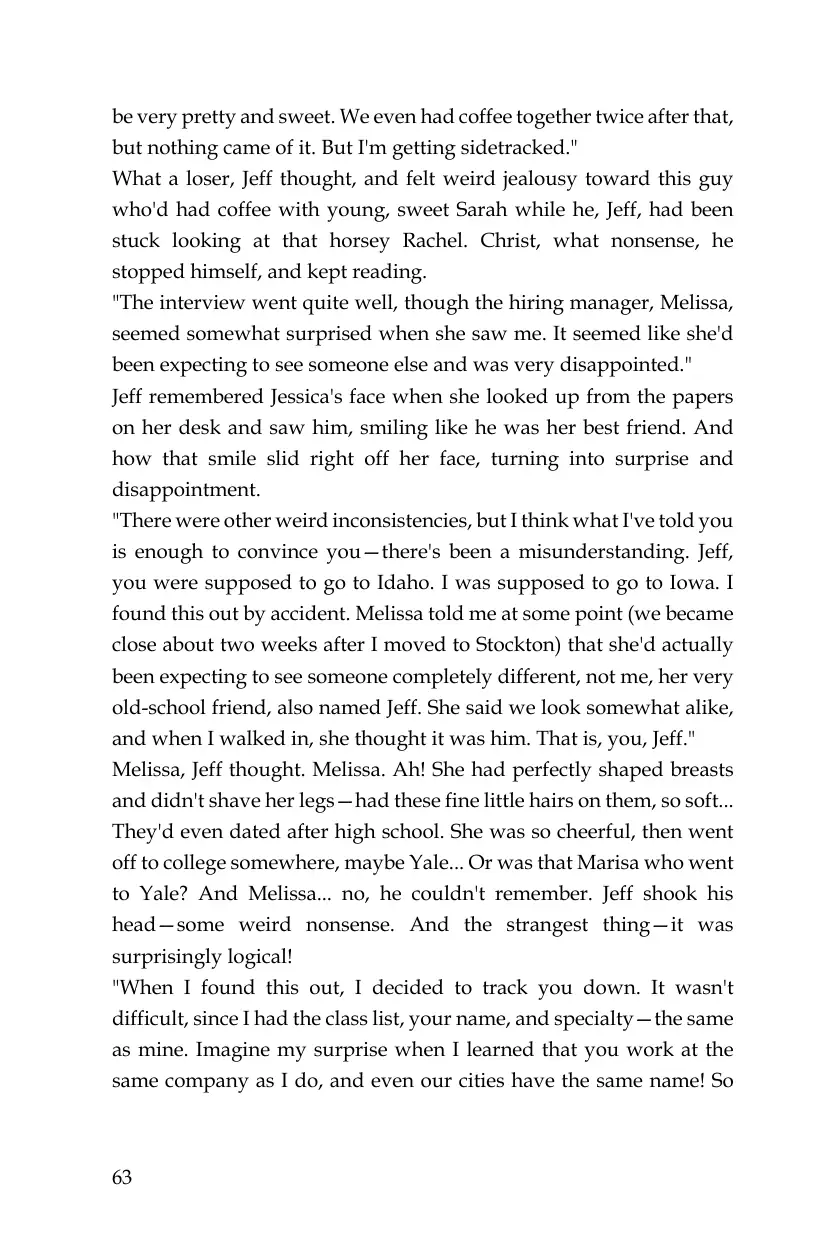 be very pretty and sweet. We even had coffee together twice after that,
but nothing came of it. But I'm getting sidetracked."
What a loser, Jeff thought, and felt weird jealousy toward this guy
who'd had coffee with young, sweet Sarah while he, Jeff, had been
stuck looking at that horsey Rachel. Christ, what nonsense, he
stopped himself, and kept reading.
"The interview went quite well, though the hiring manager, Melissa,
seemed somewhat surprised when she saw me. It seemed like she'd
been expecting to see someone else and was very disappointed."
Jeff remembered Jessica's face when she looked up from the papers
on her desk and saw him, smiling like he was her best friend. And
how that smile slid right off her face, turning into surprise and
disappointment.
"There were other weird inconsistencies, but I think what I've told you
is enough to convince you—there's been a misunderstanding. Jeff,
you were supposed to go to Idaho. I was supposed to go to Iowa. I
found this out by accident. Melissa told me at some point (we became
close about two weeks after I moved to Stockton) that she'd actually
been expecting to see someone completely different, not me, her very
old-school friend, also named Jeff. She said we look somewhat alike,
and when I walked in, she thought it was him. That is, you, Jeff."
Melissa, Jeff thought. Melissa. Ah! She had perfectly shaped breasts
and didn't shave her legs—had these fine little hairs on them, so soft...
They'd even dated after high school. She was so cheerful, then went
off to college somewhere, maybe Yale... Or was that Marisa who went
to Yale? And Melissa... no, he couldn't remember. Jeff shook his
head—some weird nonsense. And the strangest thing—it was
surprisingly logical!
"When I found this out, I decided to track you down. It wasn't
difficult, since I had the class list, your name, and specialty—the same
as mine. Imagine my surprise when I learned that you work at the
same company as I do, and even our cities have the same name! So
63